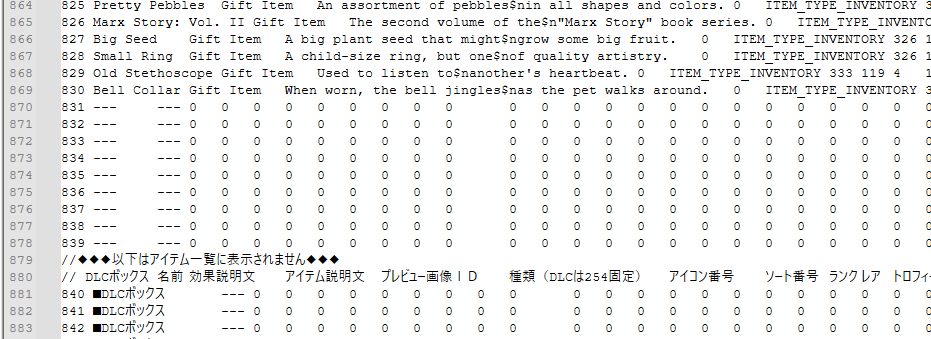 864 825 Pretty Pebbles Gift Item An assortment of pebbles$nin all shapes and colors. 0 ITEM_TYPE_INVENTORY 3
865 826 Marx Story: Vol. II Gift Item The second volume of the$n"Marx Story" book series. 0 ITEM_TYPE_INVENTO
866 827 Big Seed Gift Item A big plant seed that might$ngrow some big fruit. 0 ITEM_TYPE_INVENTORY 326 1
867 828 Small Ring Gift Item A child-size ring, but one$nof quality artistry. 0 ITEM_TYPE_INVENTORY 326 1
868 829 Old Stethoscope Gift Item Used to listen to$nanother's heartbeat. 0 ITEM_TYPE_INVENTORY 333 119 4 1
869 830 Bell Collar Gift Item When worn, the bell jingles$nas the pet walks around. 0 ITEM_TYPE_INVENTORY 3
870 831 --- --- 0 0 0 0 0 0 0 0 0 0 0 0 0 0 0 0 0 0 0 0 0
871 832 --- --- 0 0 0 0 0 0 0 0 0 0 0 0 0 0 0 0 0 0 0 0 0
872 833 --- --- 0 0 0 0 0 0 0 0 0 0 0 0 0 0 0 0 0 0 0 0 0
873 834 --- --- 0 0 0 0 0 0 0 0 0 0 0 0 0 0 0 0 0 0 0 0 0
874 835 --- --- 0 0 0 0 0 0 0 0 0 0 0 0 0 0 0 0 0 0 0 0 0
875 836 --- --- 0 0 0 0 0 0 0 0 0 0 0 0 0 0 0 0 0 0 0 0 0
876 837 --- --- 0 0 0 0 0 0 0 0 0 0 0 0 0 0 0 0 0 0 0 0 0
877 838 --- --- 0 0 0 0 0 0 0 0 0 0 0 0 0 0 0 0 0 0 0 0 0
878 839 --- --- 0 0 0 0 0 0 0 0 0 0 0 0 0 0 0 0 0 0 0 0 0
879 //◆◆◆以下はアイテム一覧に表示されません◆◆◆
880 // DLCボックス 名前 効果説明文 アイテム説明文 プレビュー画像ＩＤ 種類（DLCは254固定） アイコン番号 ソート番号 ランク レア トロフィー
881 840 ■DLCボックス --- 0 0 0 0 0 0 0 0 0 0 0 0 0 0 0 0 0 0 0 0 0
882 841 ■DLCボックス --- 0 0 0 0 0 0 0 0 0 0 0 0 0 0 0 0 0 0 0 0 0
883 842 ■DLCボックス --- 0 0 0 0 0 0 0 0 0 0 0 0 0 0 0 0 0 0 0 0 0